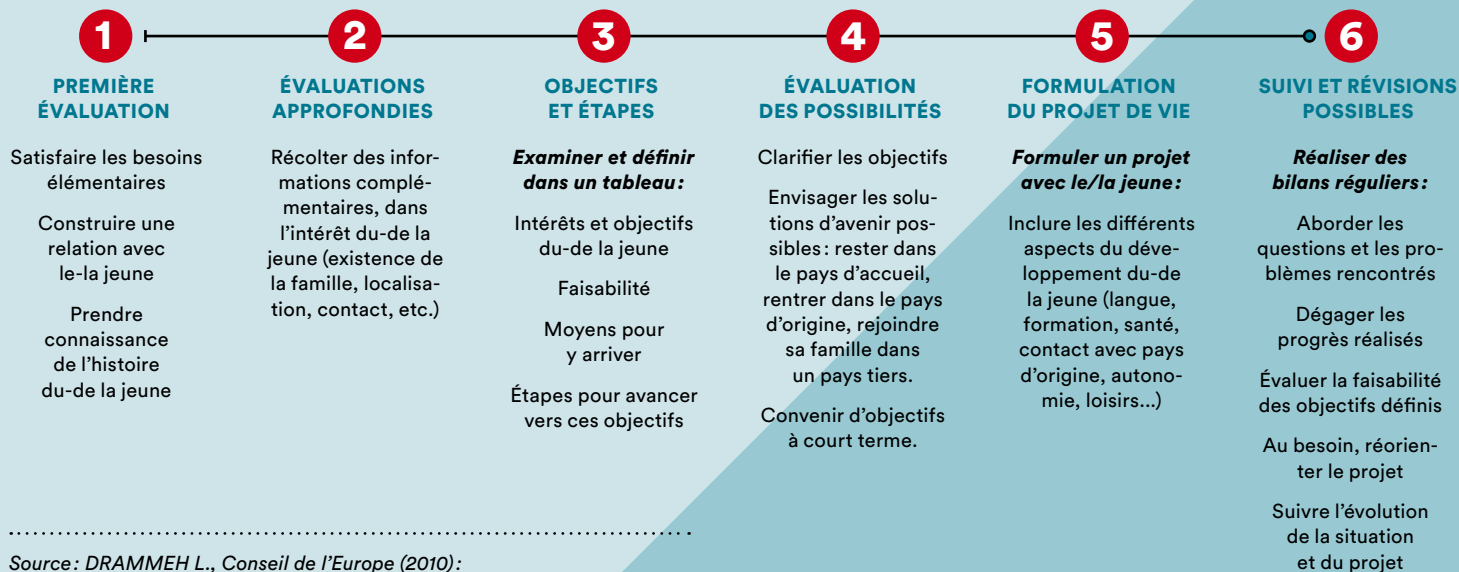 1
PREMIÈRE
ÉVALUATION
Satisfaire les besoins
élémentaires
Construire une
relation avec
le-la jeune
Prendre
connaissance
de l’histoire
du-de la jeune
2
ÉVALUATIONS
APPROFONDIES
Récolter des infor-
mations complé-
mentaires, dans
l’intérêt du-de la
jeune (existence de
la famille, localisa-
tion, contact, etc.)
3
OBJECTIFS
ET ÉTAPES
Examiner et définir
dans un tableau :
Intérêts et objectifs
du-de la jeune
Faisabilité
Moyens pour
y arriver
Étapes pour avancer
vers ces objectifs
4
ÉVALUATION
DES POSSIBILITÉS
Clarifier les objectifs
Envisager les solu-
tions d’avenir pos-
sibles : rester dans
le pays d’accueil,
rentrer dans le pays
d’origine, rejoindre
sa famille dans
un pays tiers.
Convenir d’objectifs
à court terme.
5
FORMULATION
DU PROJET DE VIE
Formuler un projet
avec le/la jeune :
Inclure les différents
aspects du déve-
loppement du-de
la jeune (langue,
formation, santé,
contact avec pays
d’origine, autono-
mie, loisirs...)
6
SUIVI ET RÉVISIONS
POSSIBLES
Réaliser des
bilans réguliers :
Aborder les
questions et les pro-
blèmes rencontrés
Dégager les
progrès réalisés
Évaluer la faisabilité
des objectifs définis
Au besoin, réorien-
ter le projet
Suivre l’évolution
de la situation
et du projet
Source : DRAMMEH L., Conseil de l’Europe (2010) :